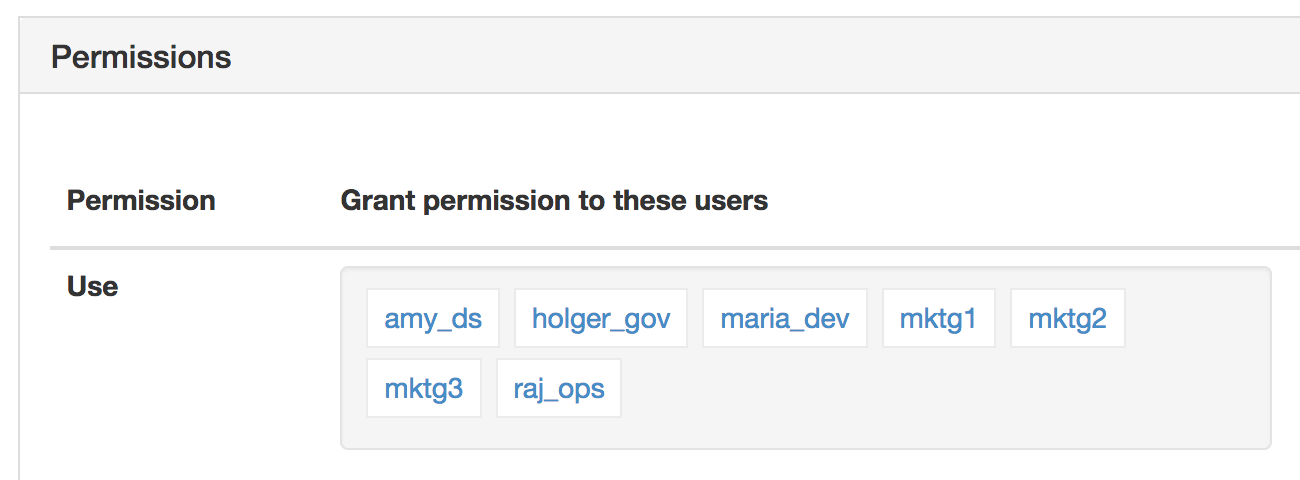 Permissions
Permission Grant permission to these users
Use
amy_ds holger_gov maria_dev mktg1 mktg2
mktg3 raj_ops